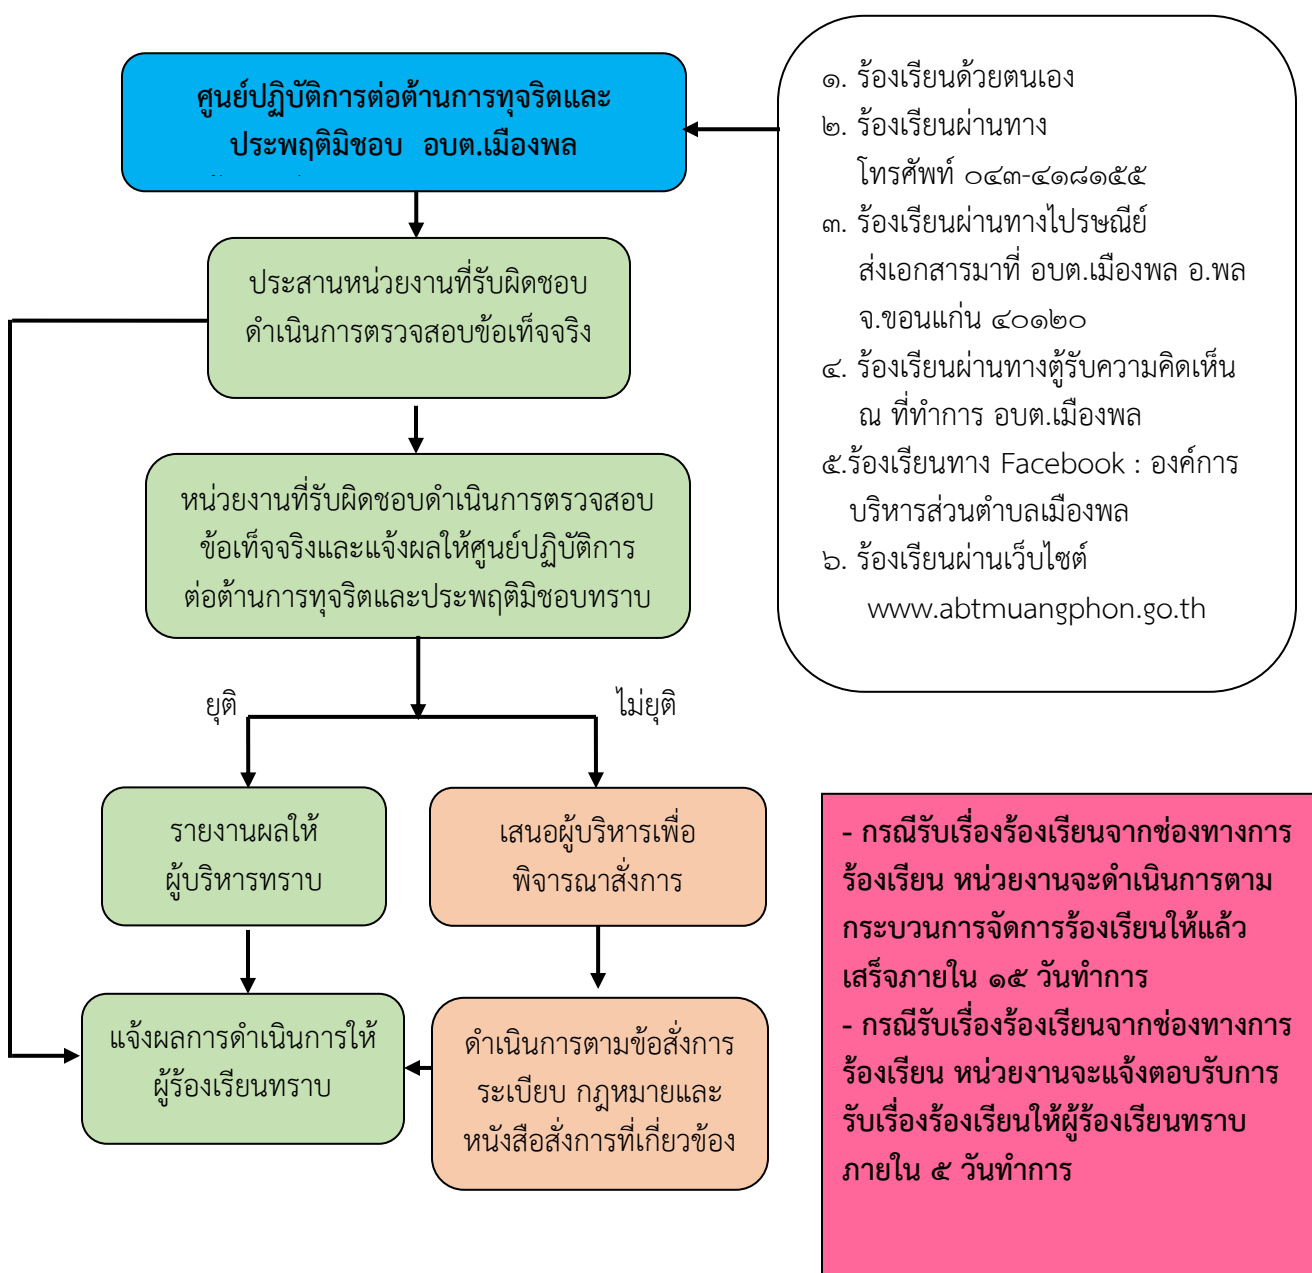 ศูนย์ปฏิบัติการต่อต้านการทุจริตและ
ประพฤติมิชอบ อบต.เมืองพล
๑. ร้องเรียนด้วยตนเอง
๒. ร้องเรียนผ่านทาง
โทรศัพท์ ๐๔๓-๔๑๘๑๕๕
๓. ร้องเรียนผ่านทางไปรษณีย์
ส่งเอกสารมาที่ อบต.เมืองพล อ.พล
จ.ขอนแก่น ๔๐๑๒๐
๔. ร้องเรียนผ่านทางตู้รับความคิดเห็น
ณ ที่ทำการ อบต.เมืองพล
๕.ร้องเรียนทาง Facebook : องค์การ
บริหารส่วนตำบลเมืองพล
๖. ร้องเรียนผ่านเว็บไซต์
www.abtmuangphon.go.th
ประสานหน่วยงานที่รับผิดชอบ
ดำเนินการตรวจสอบข้อเท็จจริง
หน่วยงานที่รับผิดชอบดำเนินการตรวจสอบ
ข้อเท็จจริงและแจ้งผลให้ศูนย์ปฏิบัติการ
ต่อต้านการทุจริตและประพฤติมิชอบทราบ
ยุติ
ไม่ยุติ
รายงานผลให้
ผู้บริหารทราบ
เสนอผู้บริหารเพื่อ
พิจารณาสั่งการ
แจ้งผลการดำเนินการให้
ผู้ร้องเรียนทราบ
ดำเนินการตามข้อสั่งการ
ระเบียบ กฎหมายและ
หนังสือสั่งการที่เกี่ยวข้อง
- กรณีรับเรื่องร้องเรียนจากช่องทางการ
ร้องเรียน หน่วยงานจะดำเนินการตาม
กระบวนการจัดการร้องเรียนให้แล้ว
เสร็จภายใน ๑๕ วันทำการ
- กรณีรับเรื่องร้องเรียนจากช่องทางการ
ร้องเรียน หน่วยงานจะแจ้งตอบรับการ
รับเรื่องร้องเรียนให้ผู้ร้องเรียนทราบ
ภายใน ๕ วันทำการ